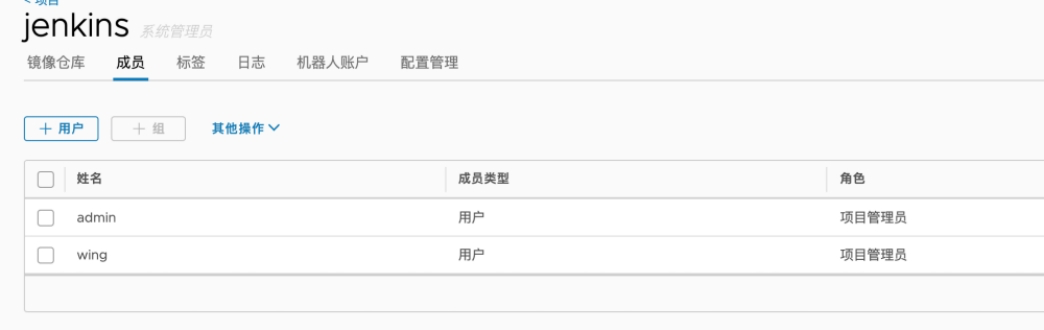 < 项目
jenkins 系统管理员
镜像仓库 成员 标签 日志 机器人账户 配置管理
+ 用户 + 组 其他操作
姓名 成员类型 角色
admin 用户 项目管理员
wing 用户 项目管理员